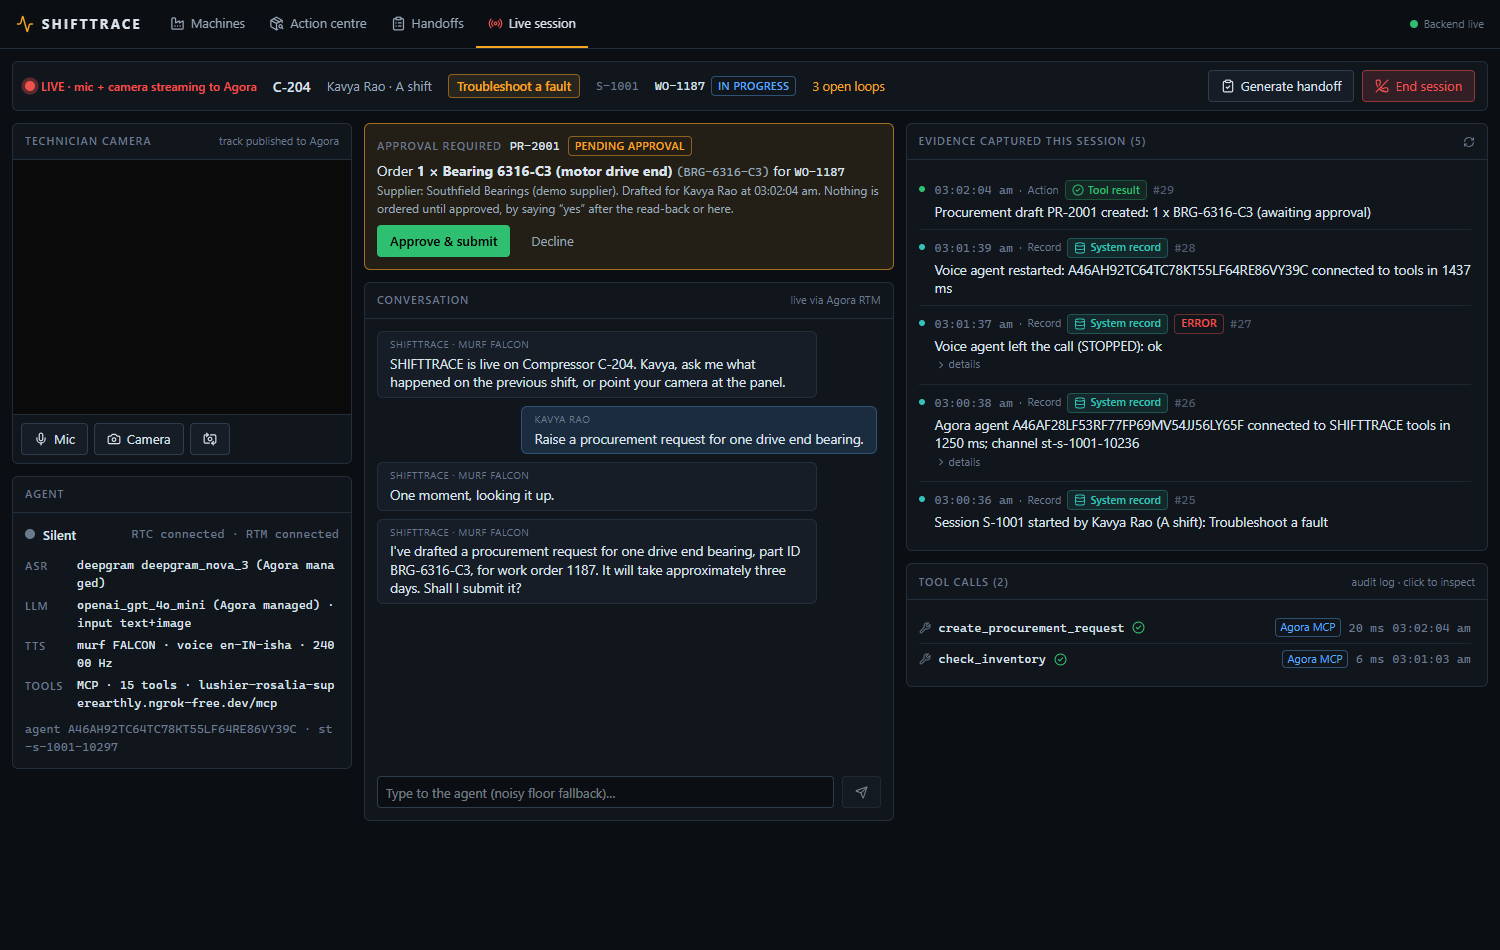 SHIFTTRACE
Machines
Action centre
Handoffs
Live session
Backend live
LIVE · mic + camera streaming to Agora
C-204
Kavya Rao · A shift
Troubleshoot a fault
S-1001
WO-1187
IN PROGRESS
3 open loops
Generate handoff
End session
TECHNICIAN CAMERA
track published to Agora
Mic
Camera
AGENT
Silent
RTC connected · RTM connected
ASR
deepgram deepgram_nova_3 (Agora mana
ged)
LLM
openai_gpt_4o_mini (Agora managed) ·
input text+image
TTS
murf FALCON · voice en-IN-isha · 240
00 Hz
TOOLS
MCP · 15 tools · lushier-rosalia-sup
erearthly.ngrok-free.dev/mcp
agent A46AH92TC64TC78KT55LF64RE86VY39C · st
-s-1001-10297
APPROVAL REQUIRED PR-2001 PENDING APPROVAL
Order 1 × Bearing 6316-C3 (motor drive end) (BRG-6316-C3) for WO-1187
Supplier: Southfield Bearings (demo supplier). Drafted for Kavya Rao at 03:02:04 am. Nothing is
ordered until approved, by saying “yes” after the read-back or here.
Approve & submit
Decline
CONVERSATION
live via Agora RTM
SHIFTTRACE · MURF FALCON
SHIFTTRACE is live on Compressor C-204. Kavya, ask me what
happened on the previous shift, or point your camera at the panel.
KAVYA RAO
Raise a procurement request for one drive end bearing.
SHIFTTRACE · MURF FALCON
One moment, looking it up.
SHIFTTRACE · MURF FALCON
I've drafted a procurement request for one drive end bearing, part ID
BRG-6316-C3, for work order 1187. It will take approximately three
days. Shall I submit it?
Type to the agent (noisy floor fallback)...
EVIDENCE CAPTURED THIS SESSION (5)
03:02:04 am · Action Tool result #29
Procurement draft PR-2001 created: 1 x BRG-6316-C3 (awaiting approval)
03:01:39 am · Record System record #28
Voice agent restarted: A46AH92TC64TC78KT55LF64RE86VY39C connected to tools in 1437
ms
03:01:37 am · Record System record ERROR #27
Voice agent left the call (STOPPED): ok
details
03:00:38 am · Record System record #26
Agora agent A46AF28LF53RF77FP69MV54JJ56LY65F connected to SHIFTTRACE tools in
1250 ms; channel st-s-1001-10236
details
03:00:36 am · Record System record #25
Session S-1001 started by Kavya Rao (A shift): Troubleshoot a fault
TOOL CALLS (2)
audit log · click to inspect
create_procurement_request
Agora MCP 20 ms 03:02:04 am
check_inventory
Agora MCP 6 ms 03:01:03 am